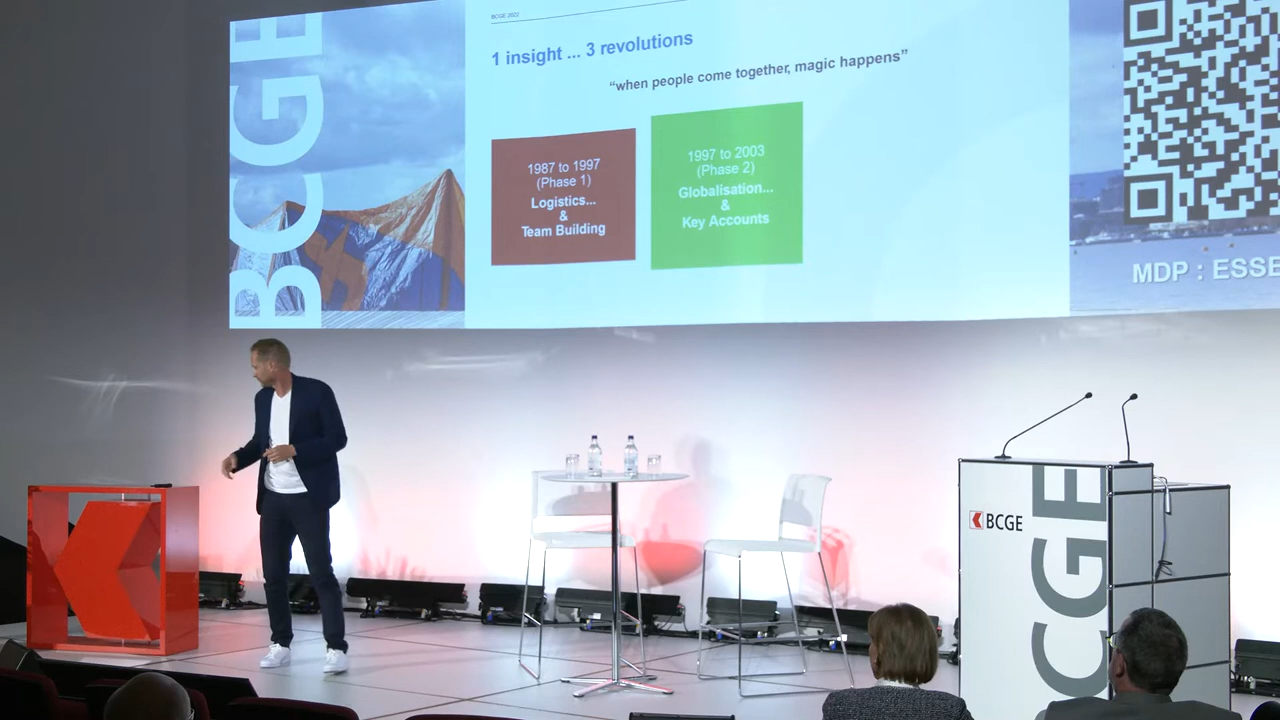 BCGE
BCGE 2022
1 insight ... 3 revolutions
“when people come together, magic happens”
1987 to 1997
(Phase 1)
Logistics...
&
Team Building
1997 to 2003
(Phase 2)
Globalisation...
&
Key Accounts
MDP : ESSE
BCGE
CGE